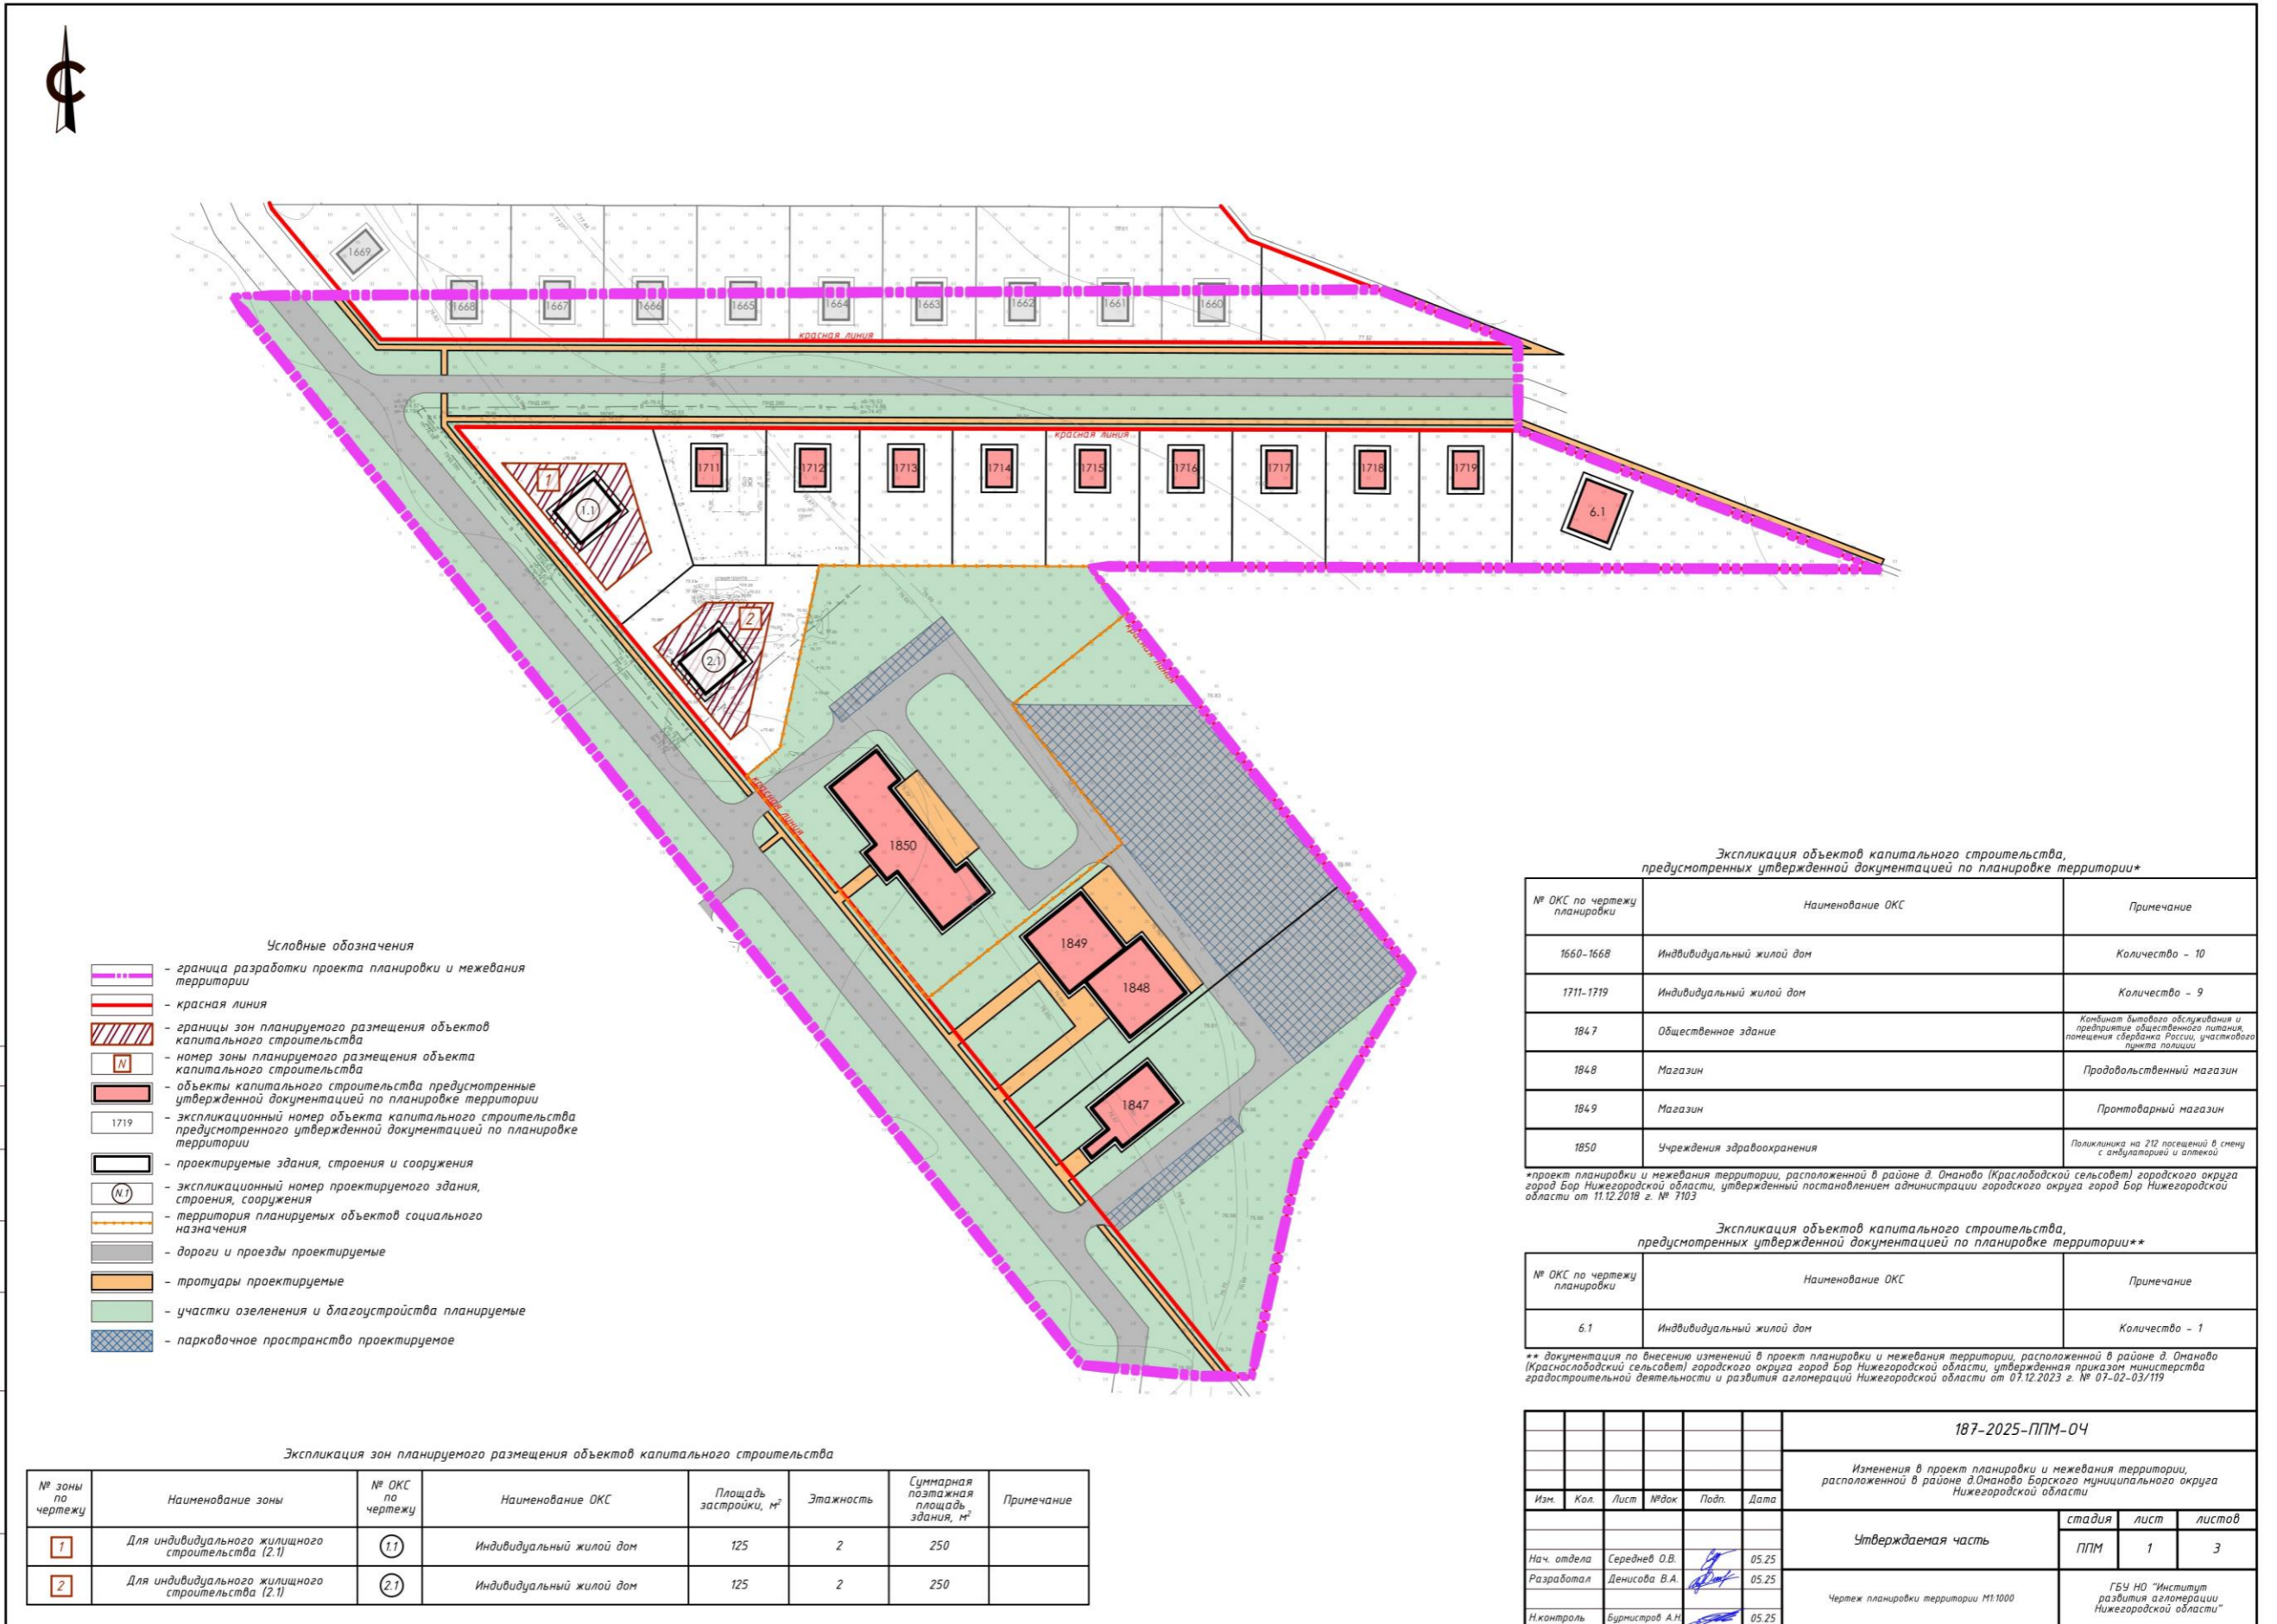 С
1669
1668
1667
1666
1665
1664
1663
1662
1661
1660
красная линия
77.52
красная линия
1711
1712
1713
1714
1715
1716
1717
1718
1719
6.1
1
1.1
2
2.1
красная линия
красная линия
1850
1849
1848
1847
Условные обозначения
- граница разработки проекта планировки и межевания
территории
- красная линия
- границы зон планируемого размещения объектов
капитального строительства
N
- номер зоны планируемого размещения объекта
капитального строительства
- объекты капитального строительства предусмотренные
утвержденной документацией по планировке территории
1719
- экспликационный номер объекта капитального строительства
предусмотренного утвержденной документацией по планировке
территории
- проектируемые здания, строения и сооружения
N.1
- экспликационный номер проектируемого здания,
строения, сооружения
- территория планируемых объектов социального
назначения
- дороги и проезды проектируемые
- тротуары проектируемые
- участки озеленения и благоустройства планируемые
- парковочное пространство проектируемое
Экспликация объектов капитального строительства,
предусмотренных утвержденной документацией по планировке территории*
№ ОКС по чертежу
планировки
Наименование ОКС
Примечание
1660-1668
Индвивидуальный жилой дом
Количество - 10
1711-1719
Индивидуальный жилой дом
Количество - 9
1847
Общественное здание
Комбинат бытового обслуживания и
предприятие общественного питания,
помещения сбербанка России, участкового
пункта полиции
1848
Магазин
Продовольственный магазин
1849
Магазин
Промтоварный магазин
1850
Учреждения здравоохранения
Поликлиника на 212 посещений в смену
с амбулаторией и аптекой
*проект планировки и межевания территории, расположенной в районе д. Оманово (Краслободской сельсовет) городского округа
город Бор Нижегородской области, утвержденный постановлением администрации городского округа город Бор Нижегородской
области от 11.12.2018 г. № 7103
Экспликация объектов капитального строительства,
предусмотренных утвержденной документацией по планировке территории**
№ ОКС по чертежу
планировки
Наименование ОКС
Примечание
6.1
Индвивидуальный жилой дом
Количество - 1
** документация по внесению изменений в проект планировки и межевания территории, расположенной в районе д. Оманово
(Краснослободской сельсовет) городского округа город Бор Нижегородской области, утвержденная приказом министерства
градостроительной деятельности и развития агломераций Нижегородской области от 07.12.2023 г. № 07-02-03/119
Экспликация зон планируемого размещения объектов капитального строительства
№ зоны
по
чертежу
Наименование зоны
№ ОКС
по
чертежу
Наименование ОКС
Площадь
застройки, м²
Этажность
Суммарная
поэтажная
площадь
здания, м²
Примечание
1
Для индивидуального жилищного
строительства (2.1)
1.1
Индивидуальный жилой дом
125
2
250
2
Для индивидуального жилищного
строительства (2.1)
2.1
Индивидуальный жилой дом
125
2
250
187-2025-ППМ-ОЧ
Изменения в проект планировки и межевания территории,
расположенной в районе д.Оманово Борского муниципального округа
Нижегородской области
Изм. Кол. Лист №док Подп. Дата
Утверждаемая часть
стадия лист листов
ППМ 1 3
Нач. отдела Середнев О.В. 05.25
Разработал Денисова В.А. 05.25
Н.контроль Бурмистров А.Н 05.25
Чертеж планировки территории М1:1000
ГБУ НО "Институт
развития агломерации
Нижегородской области"